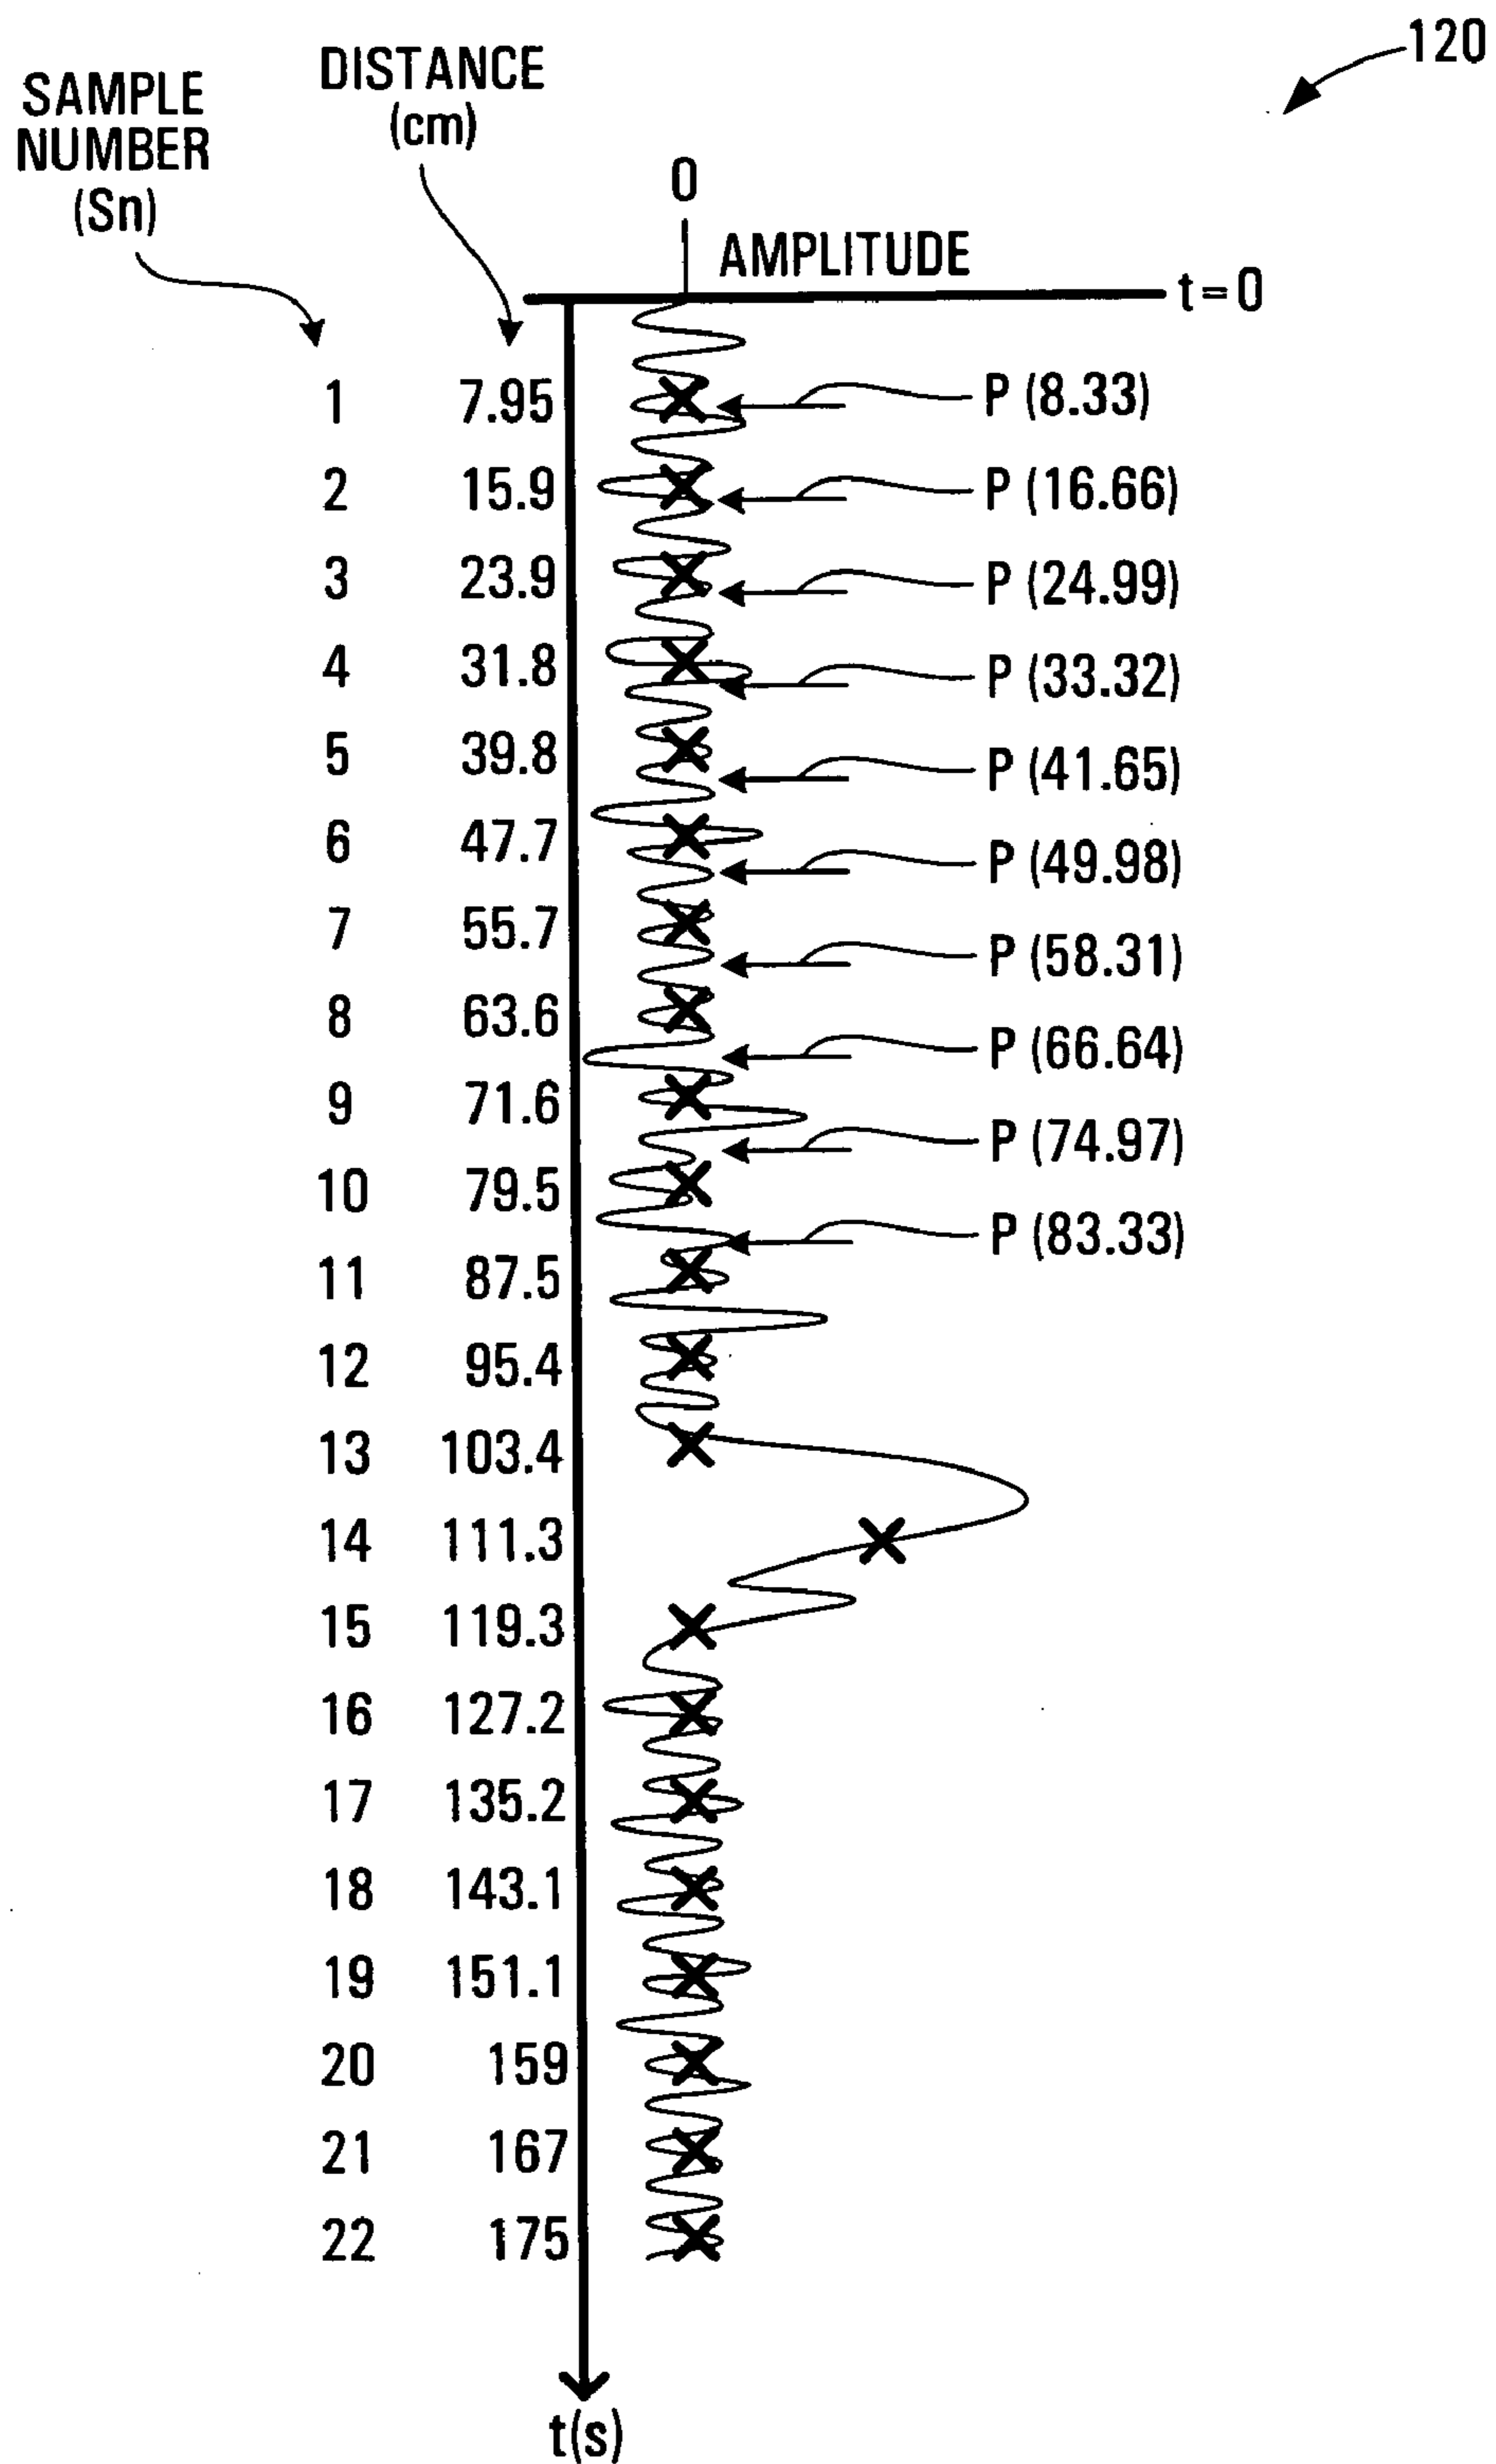 120
SAMPLE
NUMBER
(Sn)
DISTANCE
(cm)
0
AMPLITUDE
t=0
1 7.95 P (8.33)
2 15.9 P (16.66)
3 23.9 P (24.99)
4 31.8 P (33.32)
5 39.8 P (41.65)
6 47.7 P (49.98)
7 55.7 P (58.31)
8 63.6 P (66.64)
9 71.6 P (74.97)
10 79.5 P (83.33)
11 87.5
12 95.4
13 103.4
14 111.3
15 119.3
16 127.2
17 135.2
18 143.1
19 151.1
20 159
21 167
22 175
t(s)